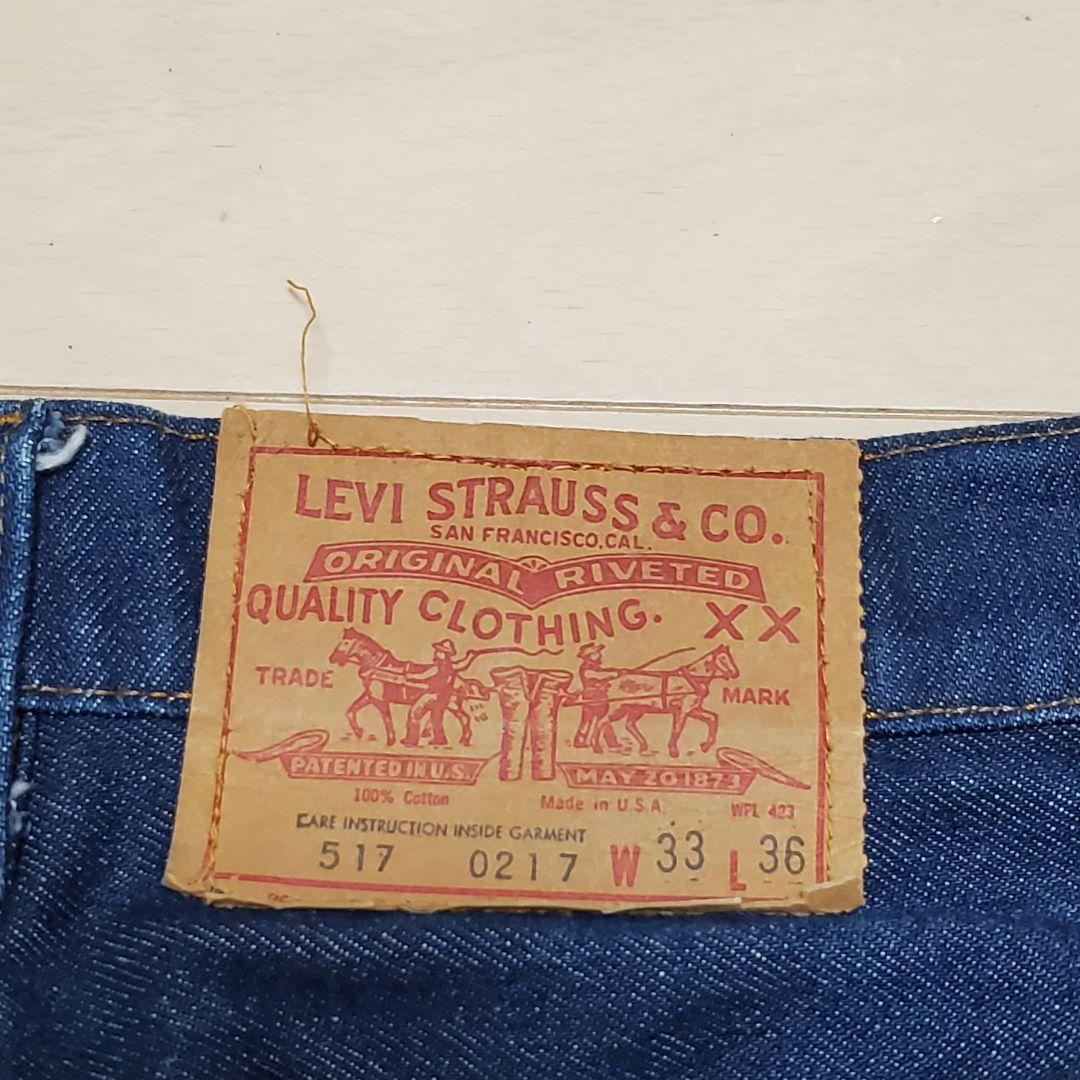 LEVI STRAUSS & CO.
SAN FRANCISCO, CAL.
ORIGINAL RIVETED
QUALITY CLOTHING. XX
TRADE MARK
PATENTED IN U.S. MAY 20 1873
100% Cotton Made in U.S.A. WPL 423
CARE INSTRUCTION INSIDE GARMENT
517 0217 W 33 L 36